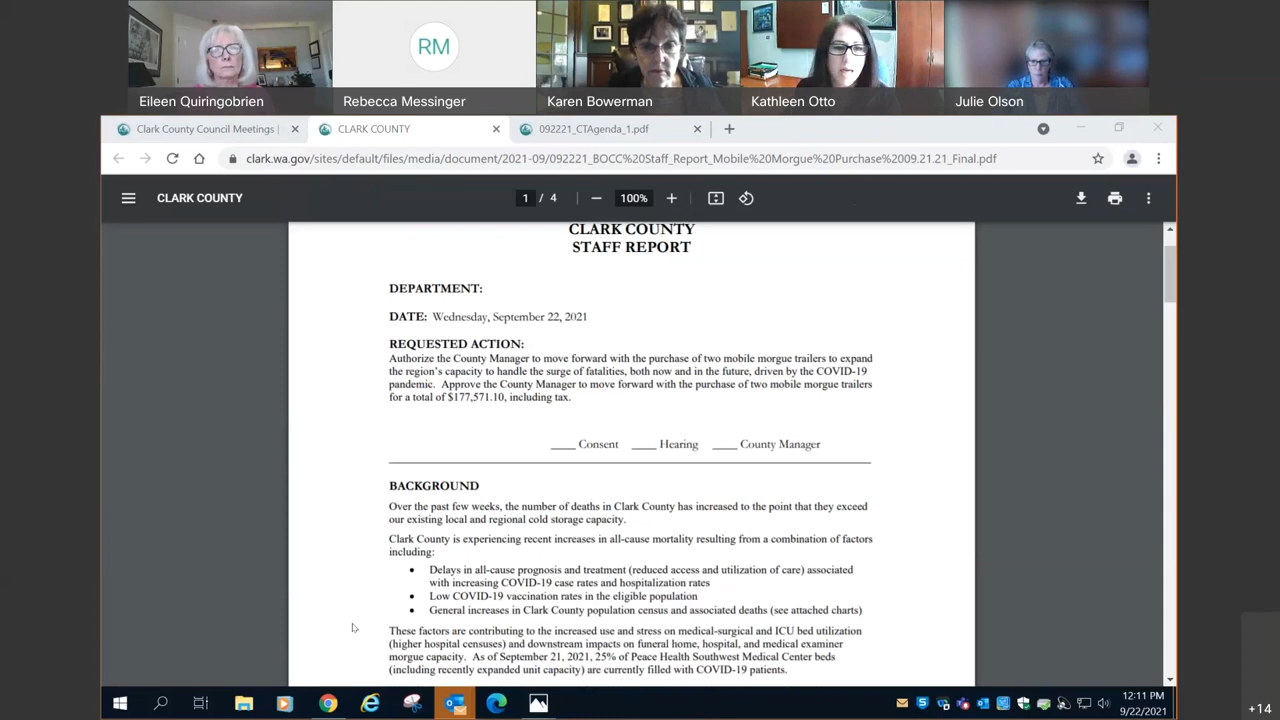 RM
Eileen Quiringobrien
Rebecca Messinger
Karen Bowerman
Kathleen Otto
Julie Olson
Clark County Council Meetings |
CLARK COUNTY
092221_CTAgenda_1.pdf
clark.wa.gov/sites/default/files/media/document/2021-09/092221_BOCC%20Staff_Report_Mobile%20Morgue%20Purchase%2009.21.21_Final.pdf
CLARK COUNTY
1 / 4
100%
CLARK COUNTY
STAFF REPORT
DEPARTMENT:
DATE: Wednesday, September 22, 2021
REQUESTED ACTION:
Authorize the County Manager to move forward with the purchase of two mobile morgue trailers to expand
the region's capacity to handle the surge of fatalities, both now and in the future, driven by the COVID-19
pandemic. Approve the County Manager to move forward with the purchase of two mobile morgue trailers
for a total of $177,571.10, including tax.
____ Consent ____ Hearing ____ County Manager
BACKGROUND
Over the past few weeks, the number of deaths in Clark County has increased to the point that they exceed
our existing local and regional cold storage capacity.
Clark County is experiencing recent increases in all-cause mortality resulting from a combination of factors
including:
• Delays in all-cause prognosis and treatment (reduced access and utilization of care) associated
with increasing COVID-19 case rates and hospitalization rates
• Low COVID-19 vaccination rates in the eligible population
• General increases in Clark County population census and associated deaths (see attached charts)
These factors are contributing to the increased use and stress on medical-surgical and ICU bed utilization
(higher hospital censuses) and downstream impacts on funeral home, hospital, and medical examiner
morgue capacity. As of September 21, 2021, 25% of Peace Health Southwest Medical Center beds
(including recently expanded unit capacity) are currently filled with COVID-19 patients.
12:11 PM
9/22/2021
+14